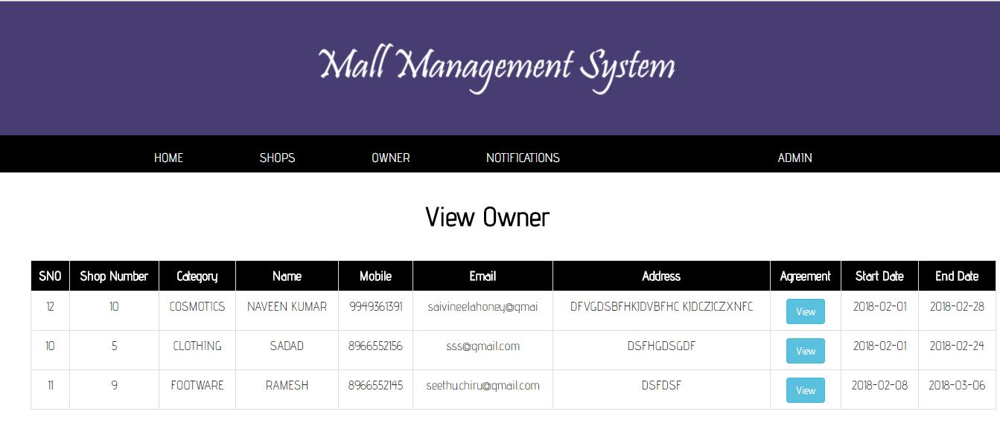 Mall Management System
HOME SHOPS OWNER NOTIFICATIONS ADMIN
View Owner
SNO Shop Number Category Name Mobile Email Address Agreement Start Date End Date
12 10 COSMOTICS NAVEEN KUMAR 9949361391 saivineelahoney@gmai DFVGDSBFHKJDVBFHC KJDCZJCZXNFC View 2018-02-01 2018-02-28
10 5 CLOTHING SADAD 8966552156 sss@gmail.com DSFHGDSGDF View 2018-02-01 2018-02-24
11 9 FOOTWARE RAMESH 8966552145 seethu.chiru@gmail.com DSFDSF View 2018-02-08 2018-03-06